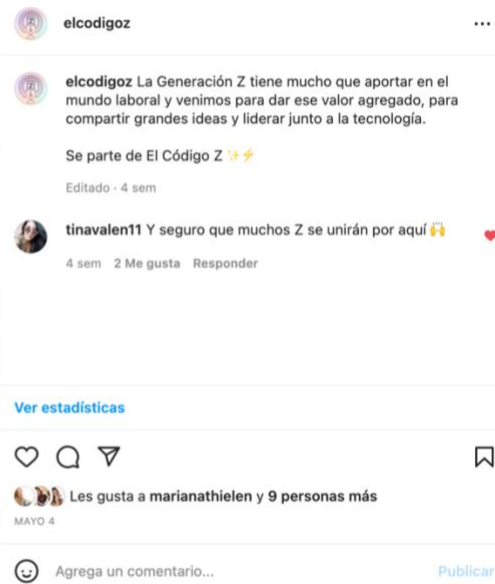 elcodigoz
elcodigoz La Generación Z tiene mucho que aportar en el
mundo laboral y venimos para dar ese valor agregado, para
compartir grandes ideas y liderar junto a la tecnología.
Se parte de El Código Z ✨⚡
Editado · 4 sem
tinavalen11 Y seguro que muchos Z se unirán por aquí 🙌
4 sem 2 Me gusta Responder
Ver estadísticas
Les gusta a marianathielen y 9 personas más
MAYO 4
Agrega un comentario...
Publicar